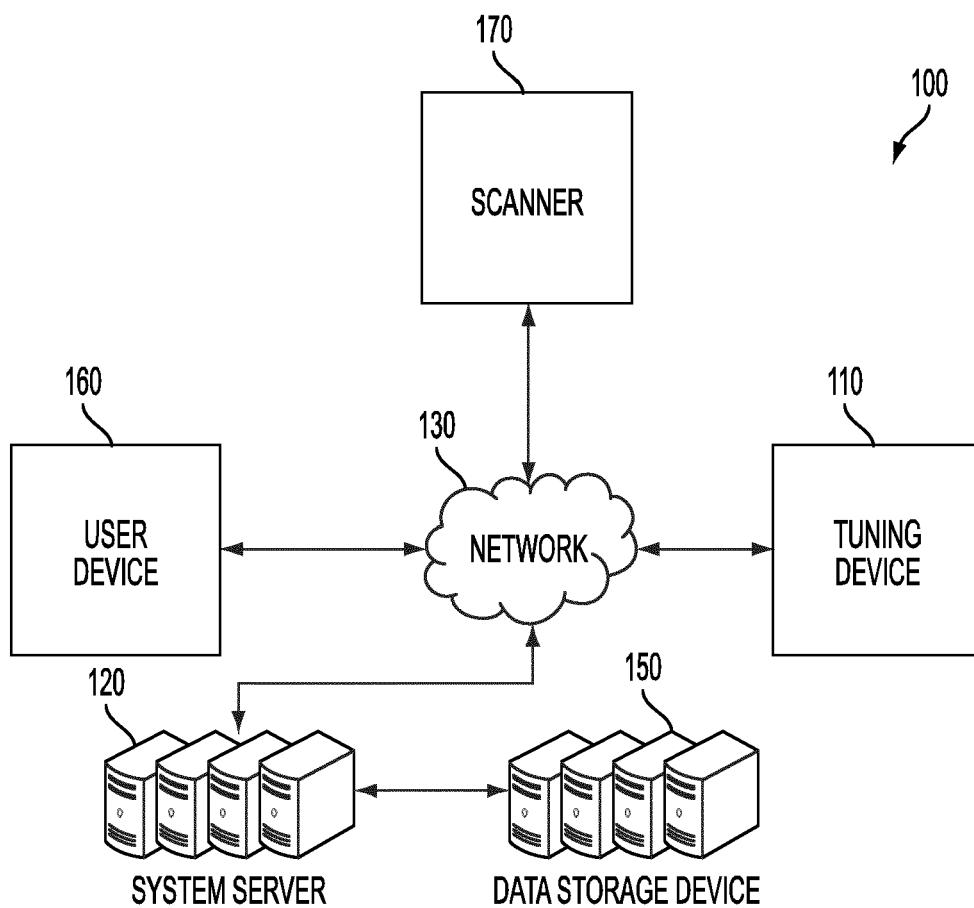 170
100
SCANNER
160
130
110
USER
DEVICE
NETWORK
TUNING
DEVICE
120
150
SYSTEM SERVER
DATA STORAGE DEVICE